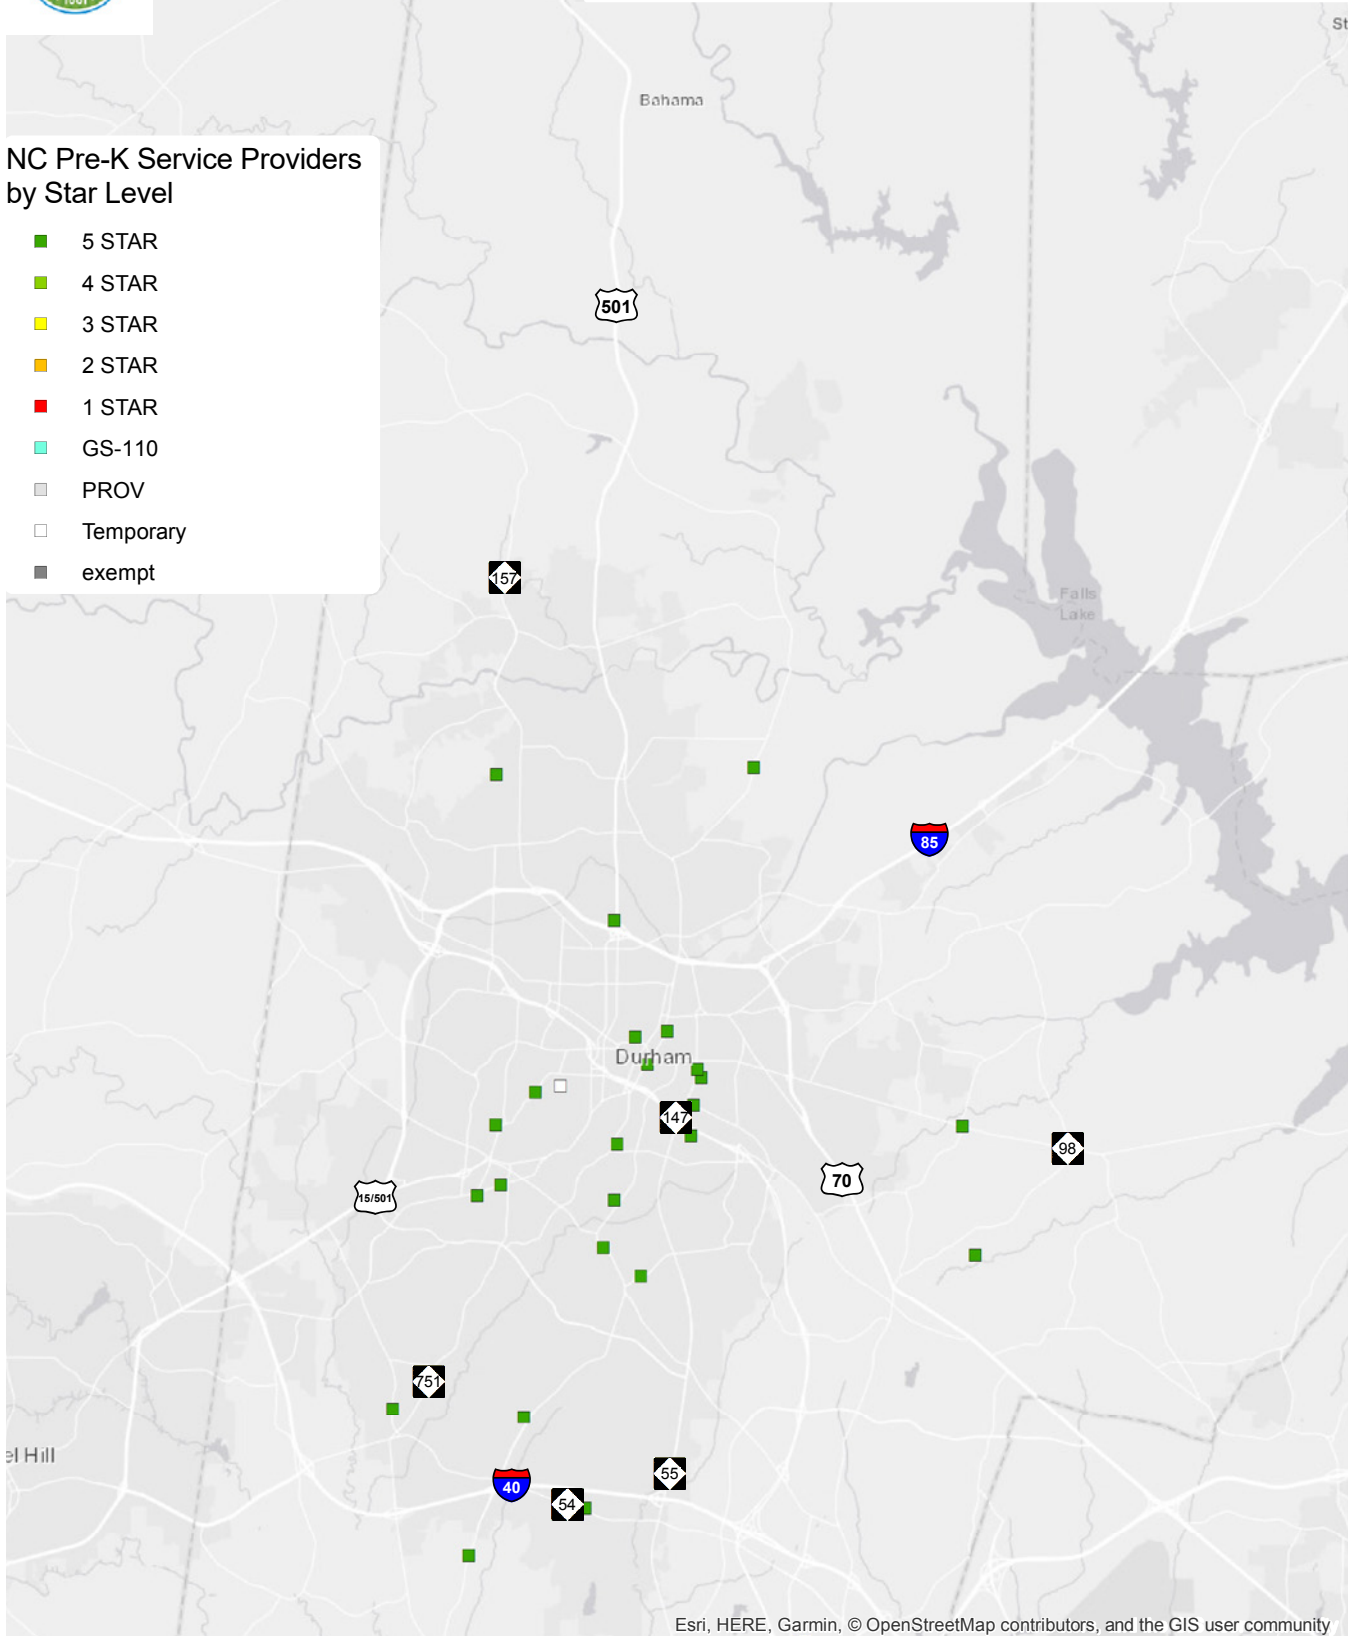 St
Bahama
NC Pre-K Service Providers
by Star Level
5 STAR
4 STAR
3 STAR
2 STAR
1 STAR
GS-110
PROV
Temporary
exempt
501
157
Falls
Lake
85
Durham
147
98
70
15/501
751
el Hill
55
40
54
Esri, HERE, Garmin, © OpenStreetMap contributors, and the GIS user community